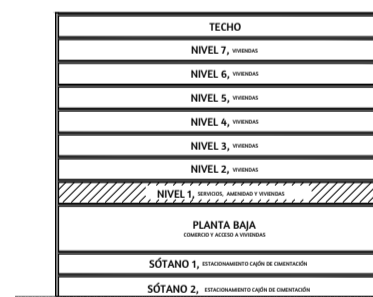 TECHO
NIVEL 7, VIVIENDAS
NIVEL 6, VIVIENDAS
NIVEL 5, VIVIENDAS
NIVEL 4, VIVIENDAS
NIVEL 3, VIVIENDAS
NIVEL 2, VIVIENDAS
NIVEL 1, SERVICIOS, AMENIDAD Y VIVIENDAS
PLANTA BAJA
COMERCIO Y ACCESO A VIVIENDAS
SÓTANO 1, ESTACIONAMIENTO CAJÓN DE CIMENTACIÓN
SÓTANO 2, ESTACIONAMIENTO CAJÓN DE CIMENTACIÓN